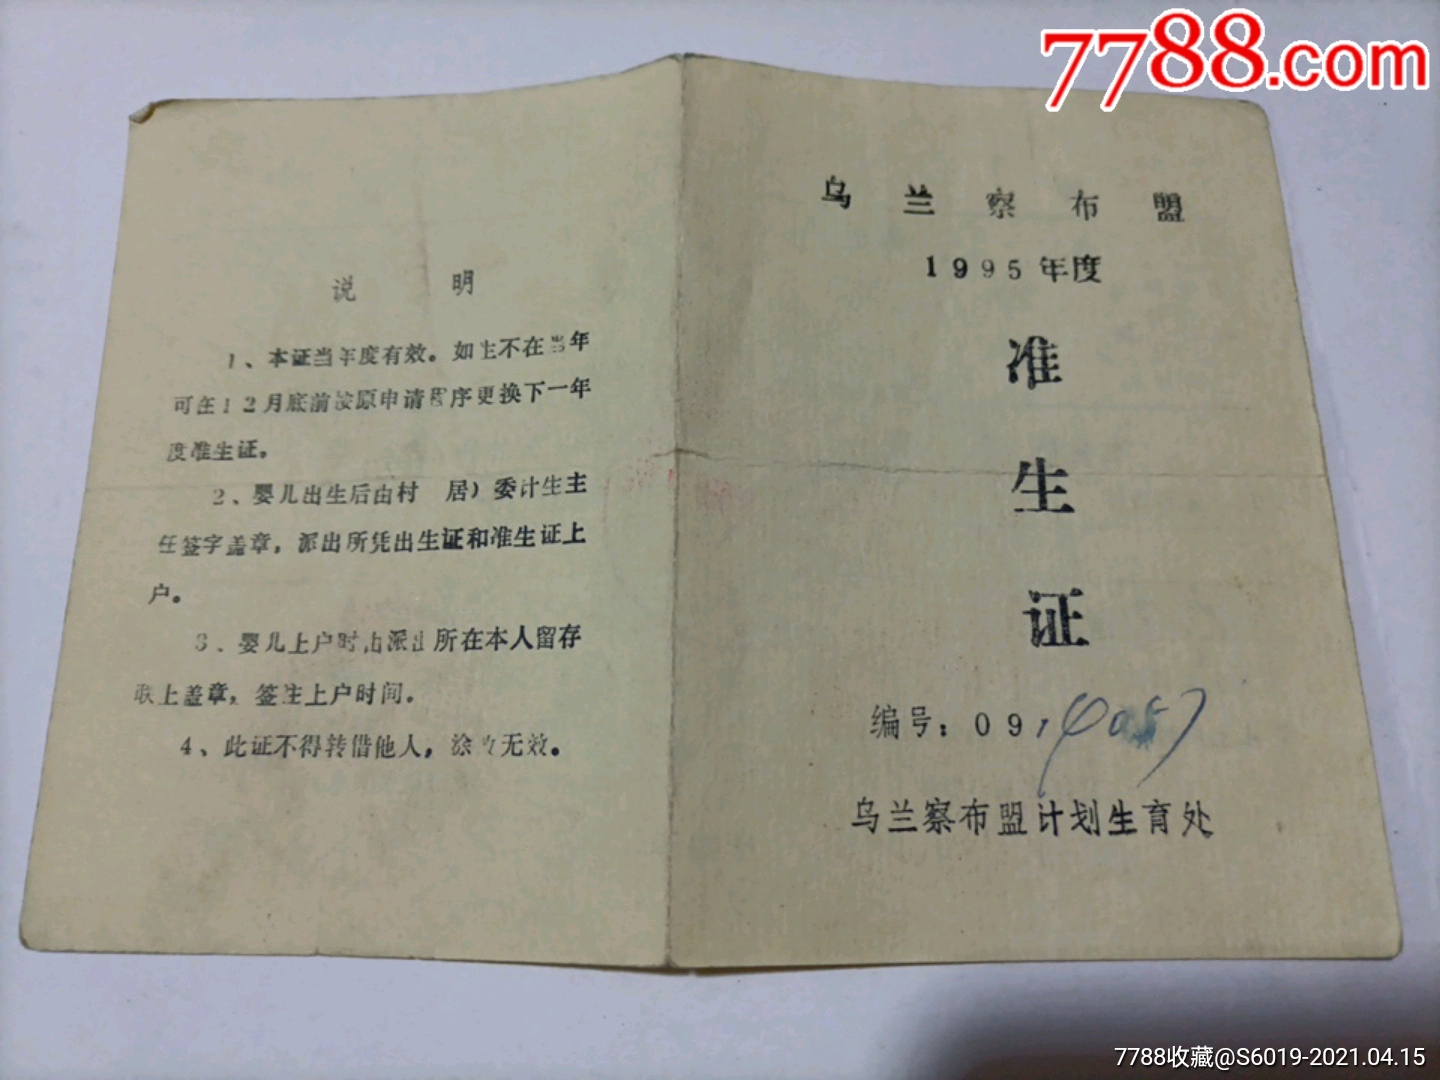 7788.com
说 明
1、本证当年度有效。如生不在当年
可在12月底前按原申请程序更换下一年
度准生证。
2、婴儿出生后由村 居）委计生主
任签字盖章，派出所凭出生证和准生证上
户。
3、婴儿上户时由派出所在本人留存
联上盖章，签注上户时间。
4、此证不得转借他人，涂改无效。
乌兰察布盟
1995年度
准
生
证
编号：09,
乌兰察布盟计划生育处
7788收藏@S6019-2021.04.15